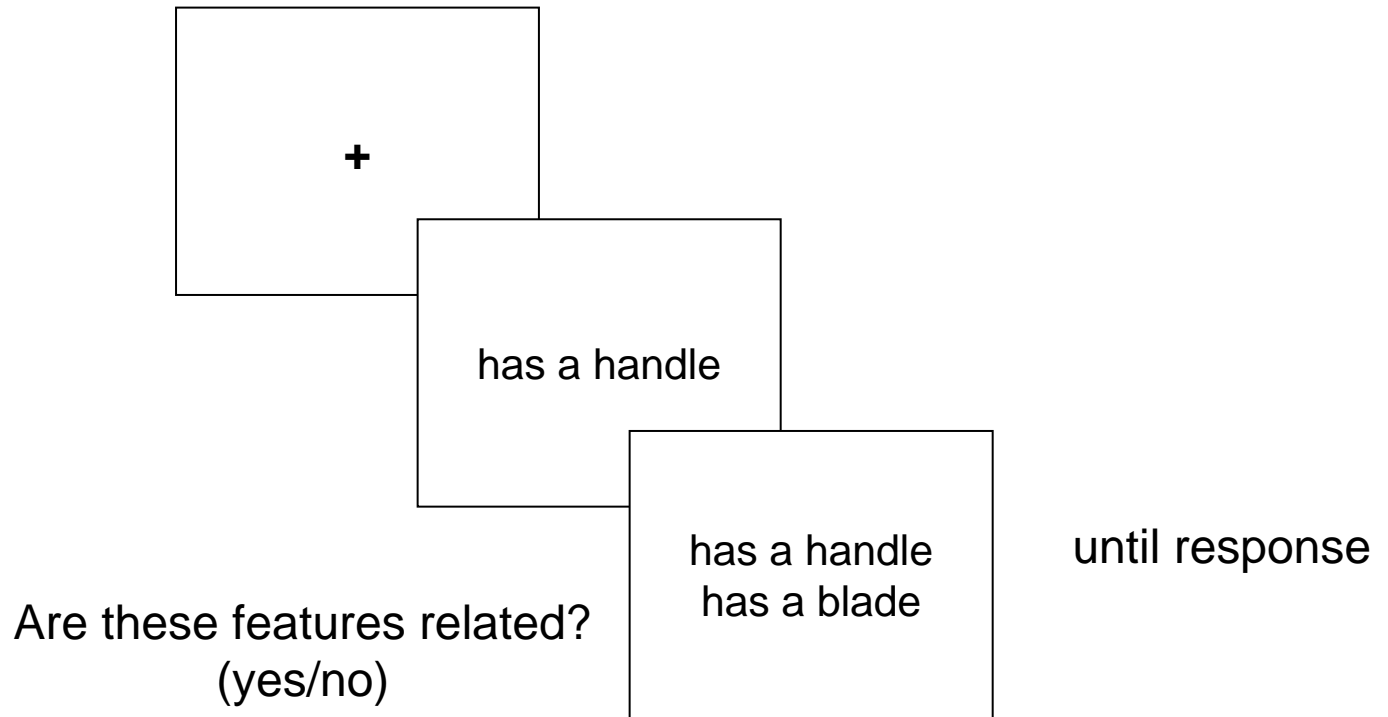 +
has a handle
has a handle
has a blade
until response
Are these features related?
(yes/no)